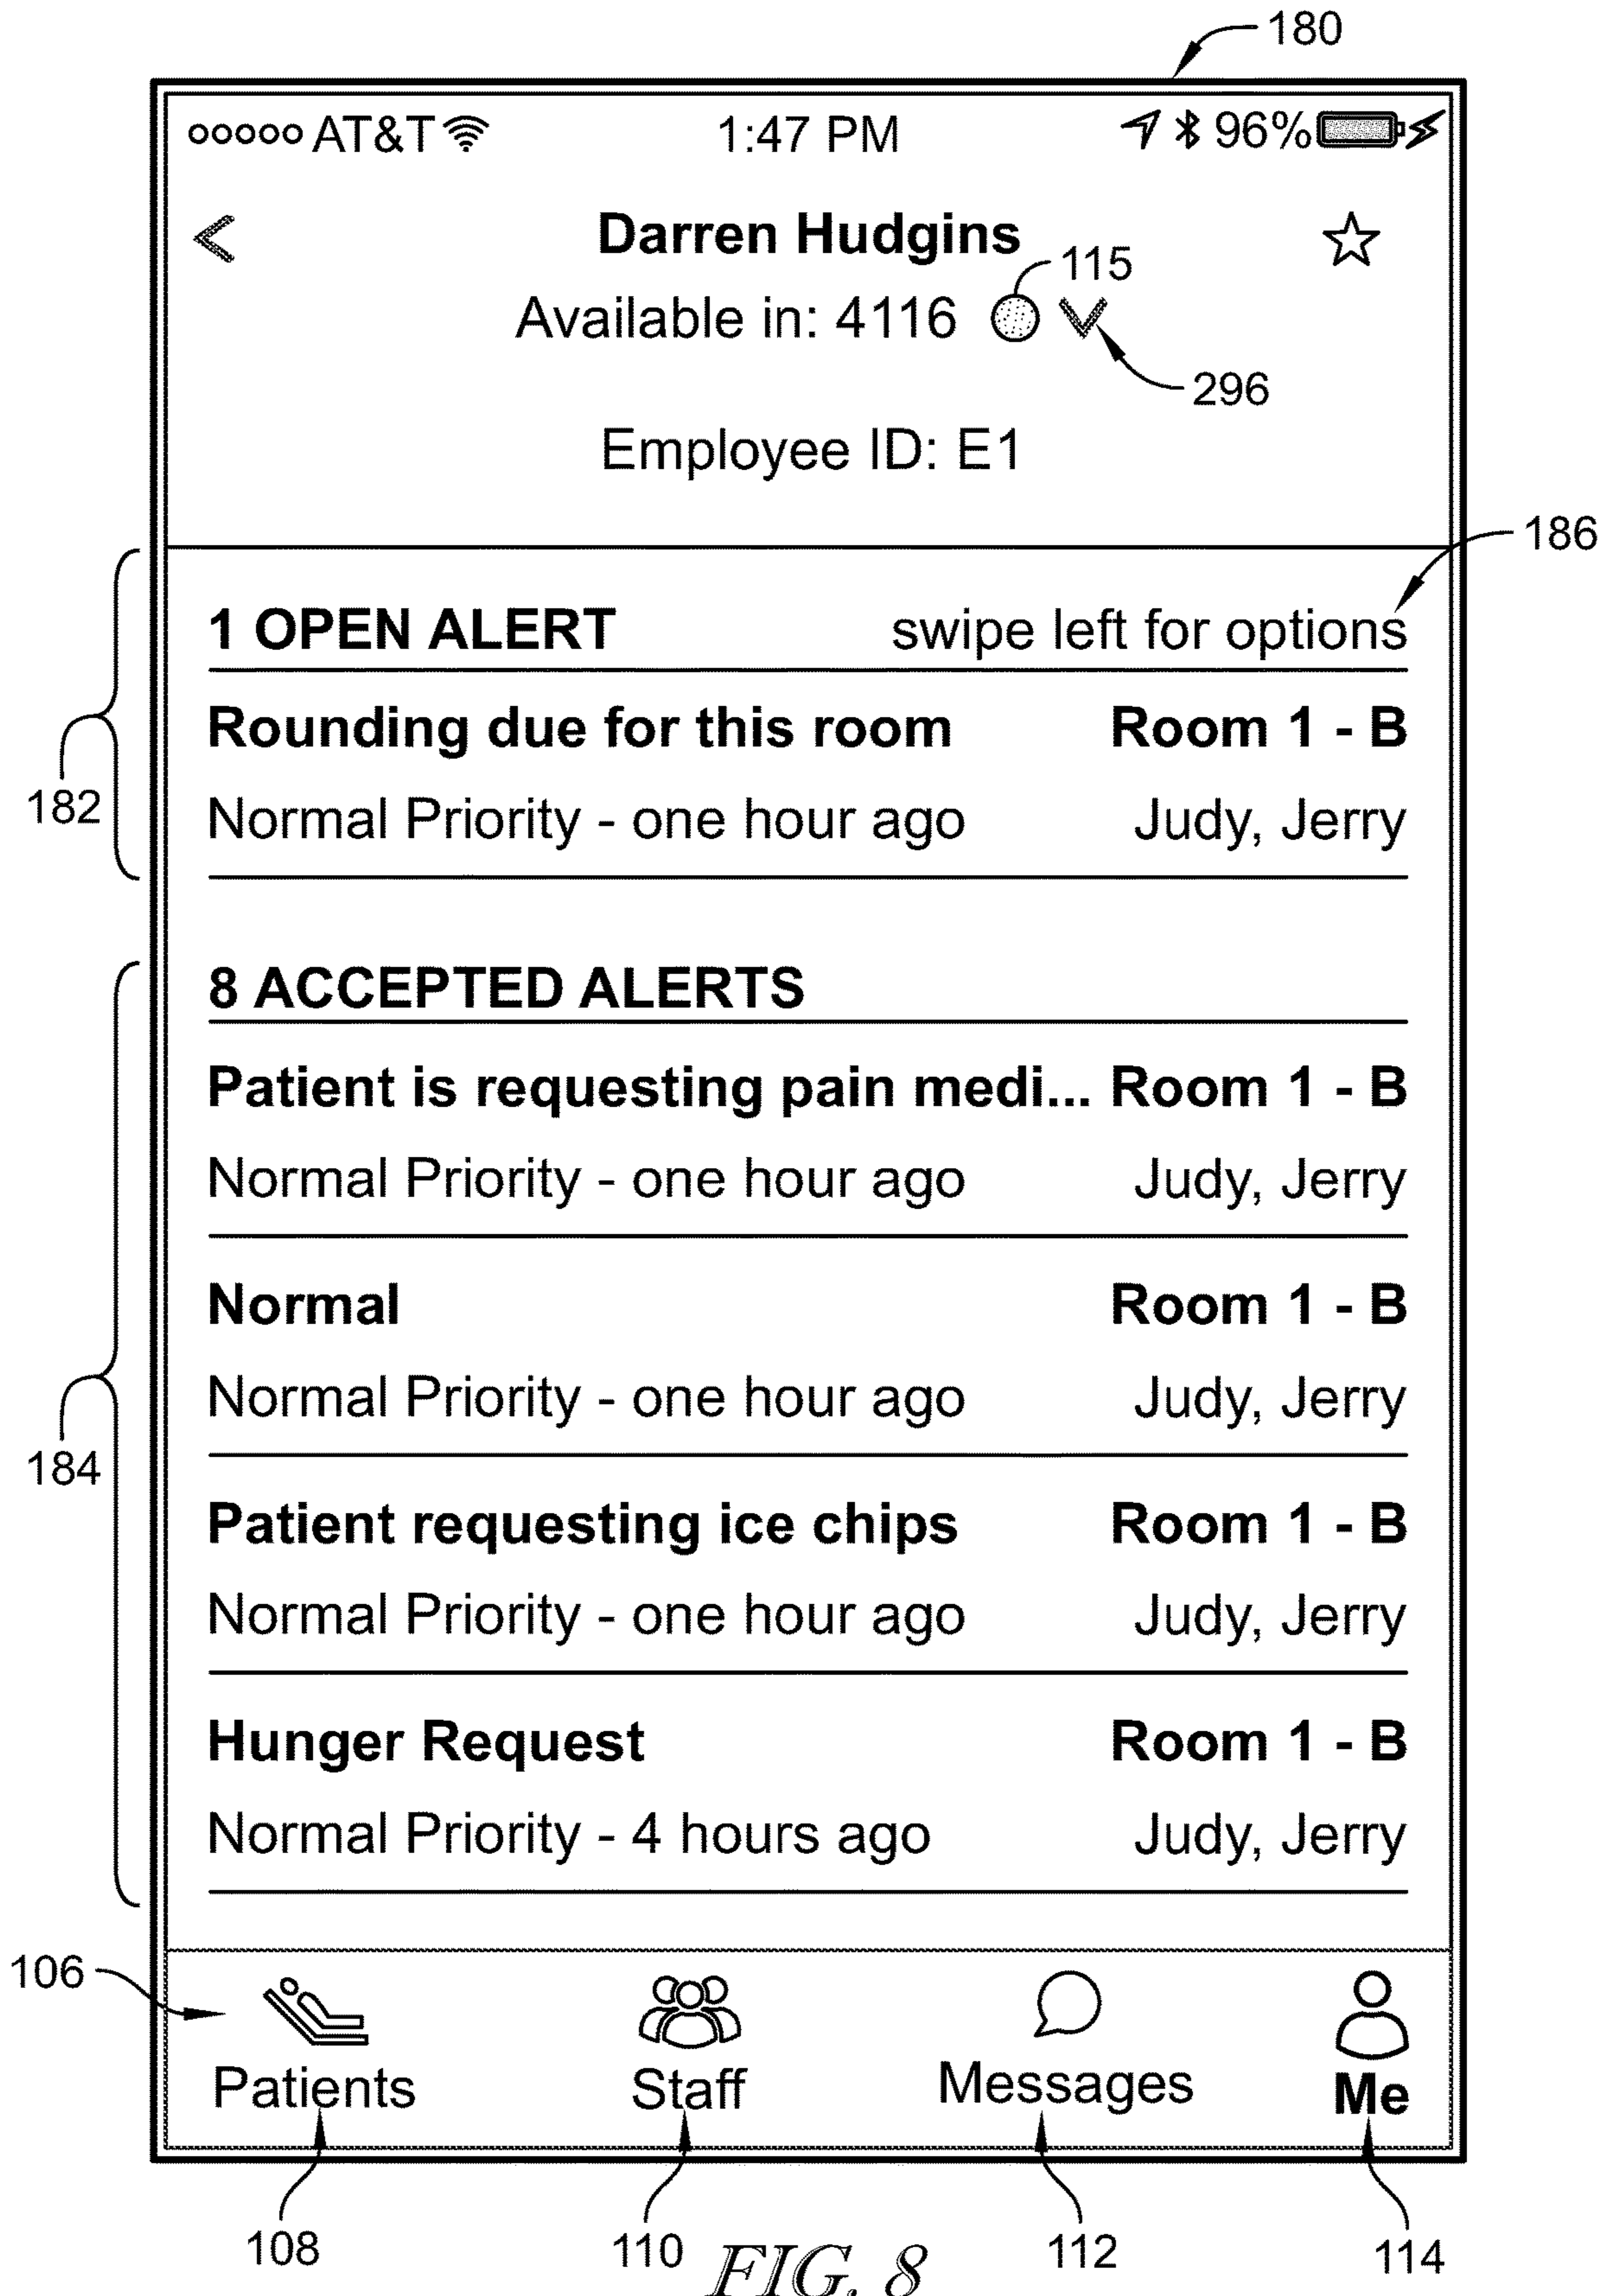 180
ooooo AT&T 1:47 PM 96%
Darren Hudgins
115
Available in: 4116
296
Employee ID: E1
186
1 OPEN ALERT swipe left for options
Rounding due for this room Room 1 - B
182
Normal Priority - one hour ago Judy, Jerry
8 ACCEPTED ALERTS
Patient is requesting pain medi... Room 1 - B
Normal Priority - one hour ago Judy, Jerry
Normal Room 1 - B
Normal Priority - one hour ago Judy, Jerry
184
Patient requesting ice chips Room 1 - B
Normal Priority - one hour ago Judy, Jerry
Hunger Request Room 1 - B
Normal Priority - 4 hours ago Judy, Jerry
106
Patients Staff Messages Me
108 110 112 114
FIG. 8